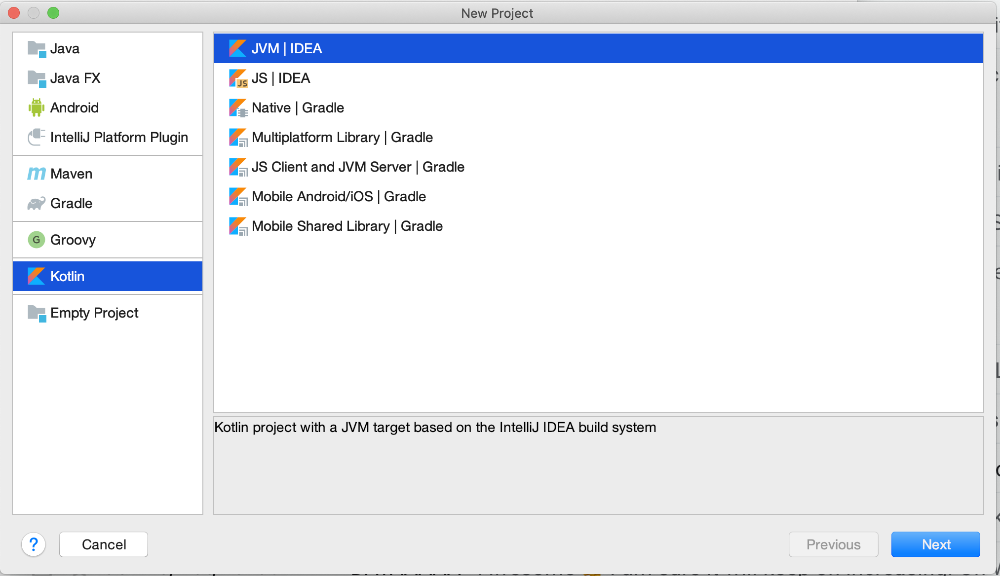 New Project
Java
Java FX
Android
IntelliJ Platform Plugin
Maven
Gradle
G Groovy
Kotlin
Empty Project
JVM | IDEA
JS JS | IDEA
Native | Gradle
Multiplatform Library | Gradle
JS Client and JVM Server | Gradle
Mobile Android/iOS | Gradle
Mobile Shared Library | Gradle
Kotlin project with a JVM target based on the IntelliJ IDEA build system
?
Cancel
Previous
Next